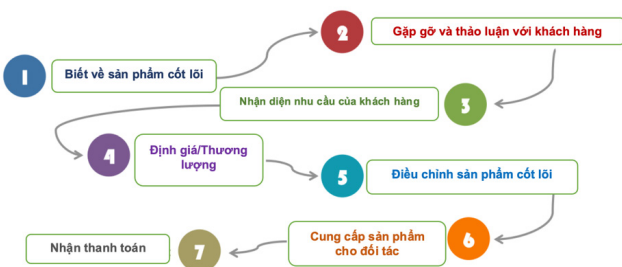 1
Biết về sản phẩm cốt lõi
2
Gặp gỡ và thảo luận với khách hàng
Nhận diện nhu cầu của khách hàng
3
4
Định giá/Thương
lượng
5
Điều chỉnh sản phẩm cốt lõi
Cung cấp sản phẩm
cho đối tác
6
Nhận thanh toán
7